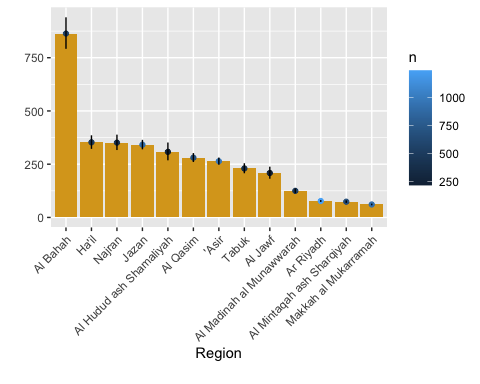 750
500
250
0
Al Bahah
Ha'il
Najran
Jazan
Al Hudud ash Shamaliyah
Al Qasim
'Asir
Tabuk
Al Jawf
Al Madinah al Munawwarah
Ar Riyadh
Al Mintaqah ash Sharqiyah
Makkah al Mukarramah
Region
n
1000
750
500
250